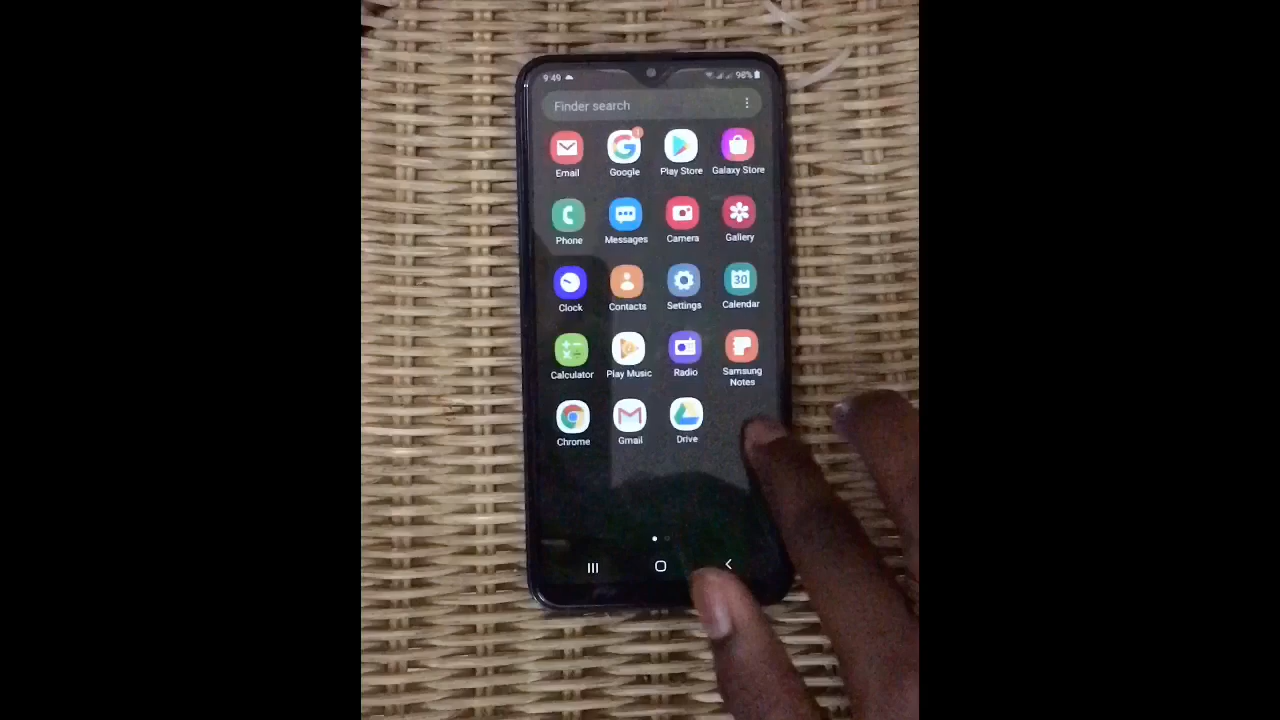 9:49 98%
Finder search
Email Google Play Store Galaxy Store
Phone Messages Camera Gallery
30
Clock Contacts Settings Calendar
Calculator Play Music Radio Samsung
Notes
Chrome Gmail Drive